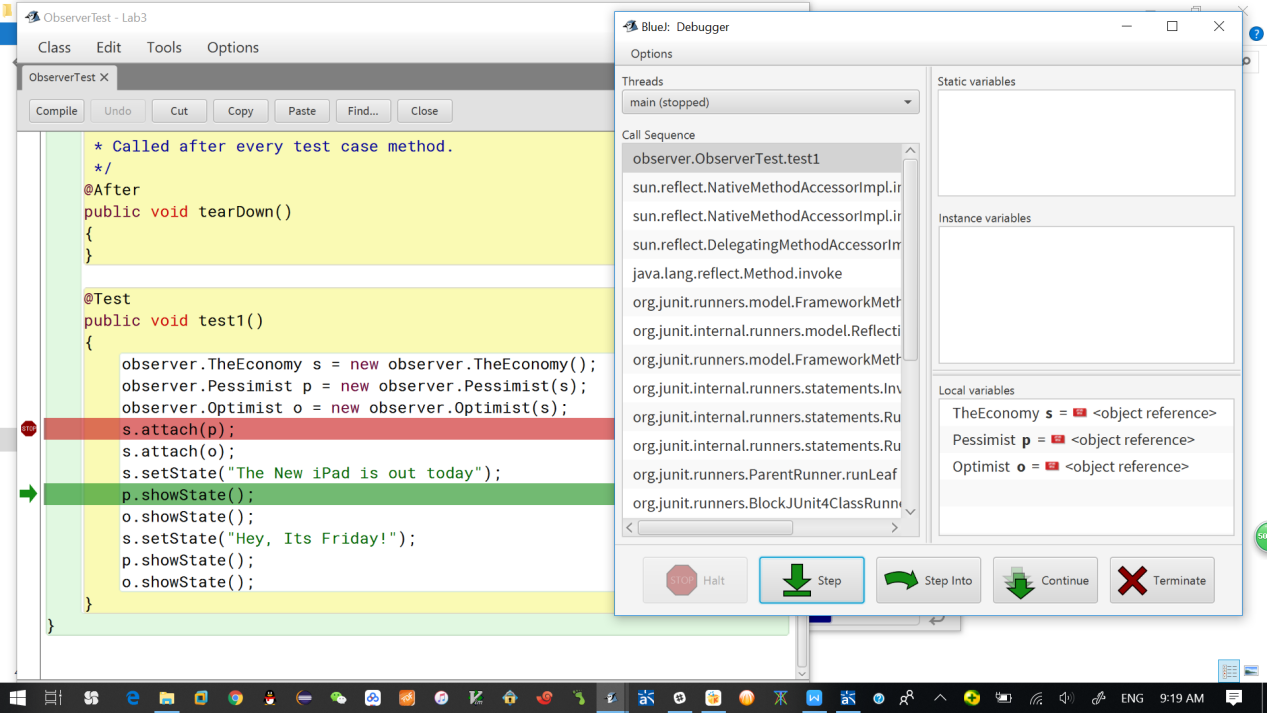 ObserverTest - Lab3
Class Edit Tools Options
ObserverTest
Compile Undo Cut Copy Paste Find... Close
* Called after every test case method.
*/
@After
public void tearDown()
{
}
@Test
public void test1()
{
observer.TheEconomy s = new observer.TheEconomy();
observer.Pessimist p = new observer.Pessimist(s);
observer.Optimist o = new observer.Optimist(s);
STOP
s.attach(p);
s.attach(o);
s.setState("The New iPad is out today");
p.showState();
o.showState();
s.setState("Hey, Its Friday!");
p.showState();
o.showState();
}
}
BlueJ: Debugger
Options
Threads
main (stopped)
Call Sequence
observer.ObserverTest.test1
sun.reflect.NativeMethodAccessorImpl.ir
sun.reflect.NativeMethodAccessorImpl.ir
sun.reflect.DelegatingMethodAccessorIm
java.lang.reflect.Method.invoke
org.junit.runners.model.FrameworkMeth
org.junit.internal.runners.model.Reflecti
org.junit.runners.model.FrameworkMeth
org.junit.internal.runners.statements.Inv
org.junit.internal.runners.statements.Ru
org.junit.internal.runners.statements.Ru
org.junit.runners.ParentRunner.runLeaf
org.junit.runners.BlockJUnit4ClassRunne
Static variables
Instance variables
Local variables
TheEconomy s = <object reference>
Pessimist p = <object reference>
Optimist o = <object reference>
STOP Halt Step Step Into Continue Terminate
ENG 9:19 AM